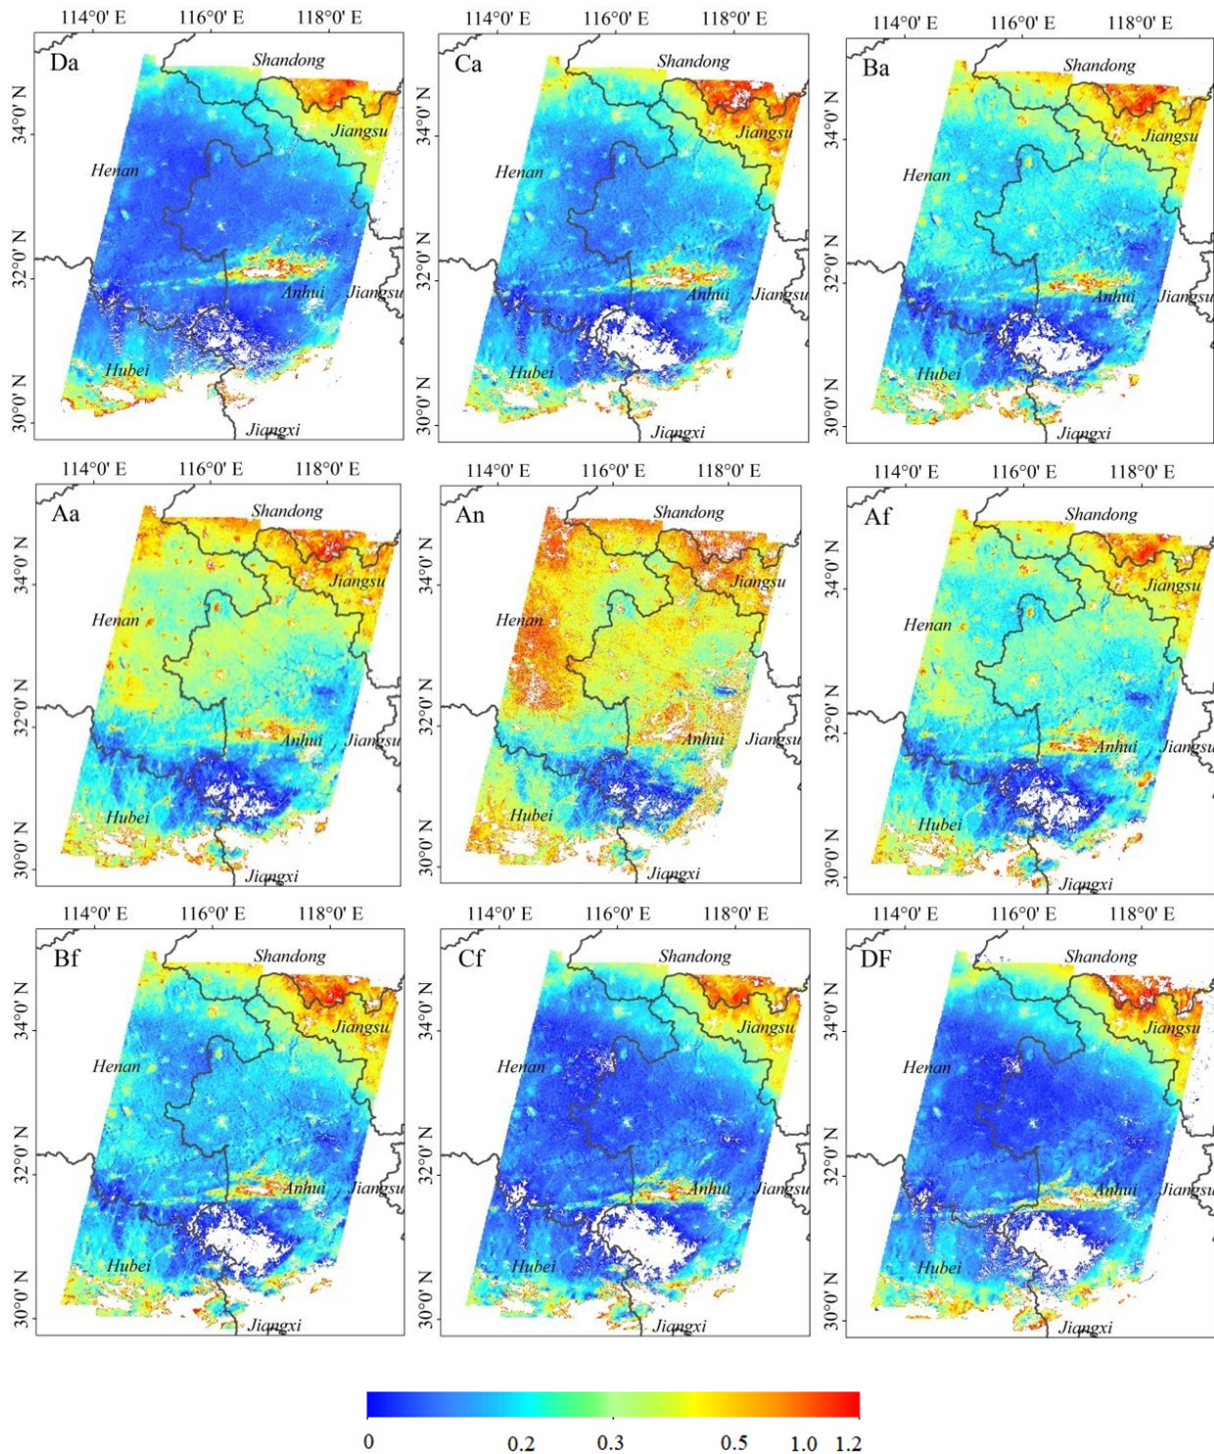 114°0' E 116°0' E 118°0' E 114°0' E 116°0' E 118°0' E 114°0' E 116°0' E 118°0' E
Da Shandong Ca Shandong Ba Shandong
34°0' N Jiangsu Jiangsu 34°0' N Jiangsu
Henan Henan Henan
32°0' N Anhui Jiangsu 32°0' N Anhui Jiangsu 32°0' N Anhui Jiangsu
Hubei Hubei Hubei
30°0' N Jiangxi 30°0' N Jiangxi 30°0' N Jiangxi
114°0' E 116°0' E 118°0' E 114°0' E 116°0' E 118°0' E 114°0' E 116°0' E 118°0' E
Aa Shandong An Shandong Af Shandong
34°0' N Jiangsu 34°0' N Jiangsu 34°0' N Jiangsu
Henan Henan Henan
32°0' N Anhui Jiangsu 32°0' N Anhui Jiangsu 32°0' N Anhui Jiangsu
Hubei Hubei Hubei
30°0' N Jiangxi 30°0' N Jiangxi 30°0' N Jiangxi
114°0' E 116°0' E 118°0' E 114°0' E 116°0' E 118°0' E 114°0' E 116°0' E 118°0' E
Bf Shandong Cf Shandong DF Shandong
34°0' N Jiangsu 34°0' N Jiangsu 34°0' N Jiangsu
Henan Henan Henan
32°0' N Anhui Jiangsu 32°0' N Anhui Jiangsu 32°0' N Anhui Jiangsu
Hubei Hubei Hubei
30°0' N Jiangxi 30°0' N Jiangxi 30°0' N Jiangxi
0 0.2 0.3 0.5 1.0 1.2